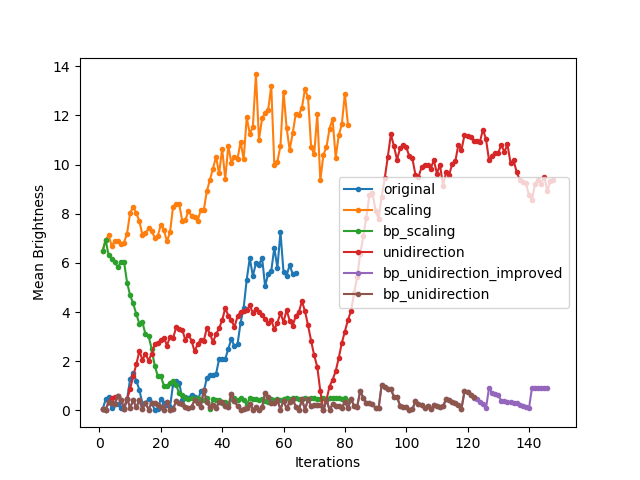 14
12
10
8
6
4
2
0
Mean Brightness
original
scaling
bp_scaling
unidirection
bp_unidirection_improved
bp_unidirection
0
20
40
60
80
100
120
140
Iterations